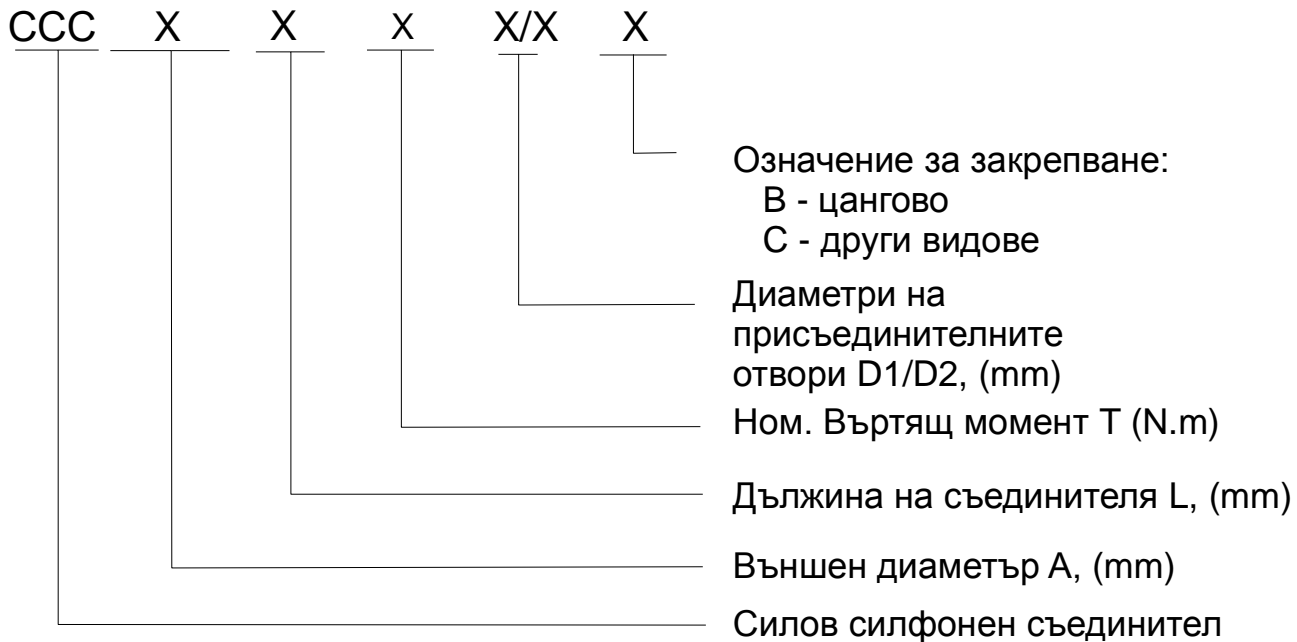 ССС X X X X/X X
Означение за закрепване:
B - цангово
C - други видове
Диаметри на
присъединителните
отвори D1/D2, (mm)
Ном. Въртящ момент T (N.m)
Дължина на съединителя L, (mm)
Външен диаметър A, (mm)
Силов силфонен съединител